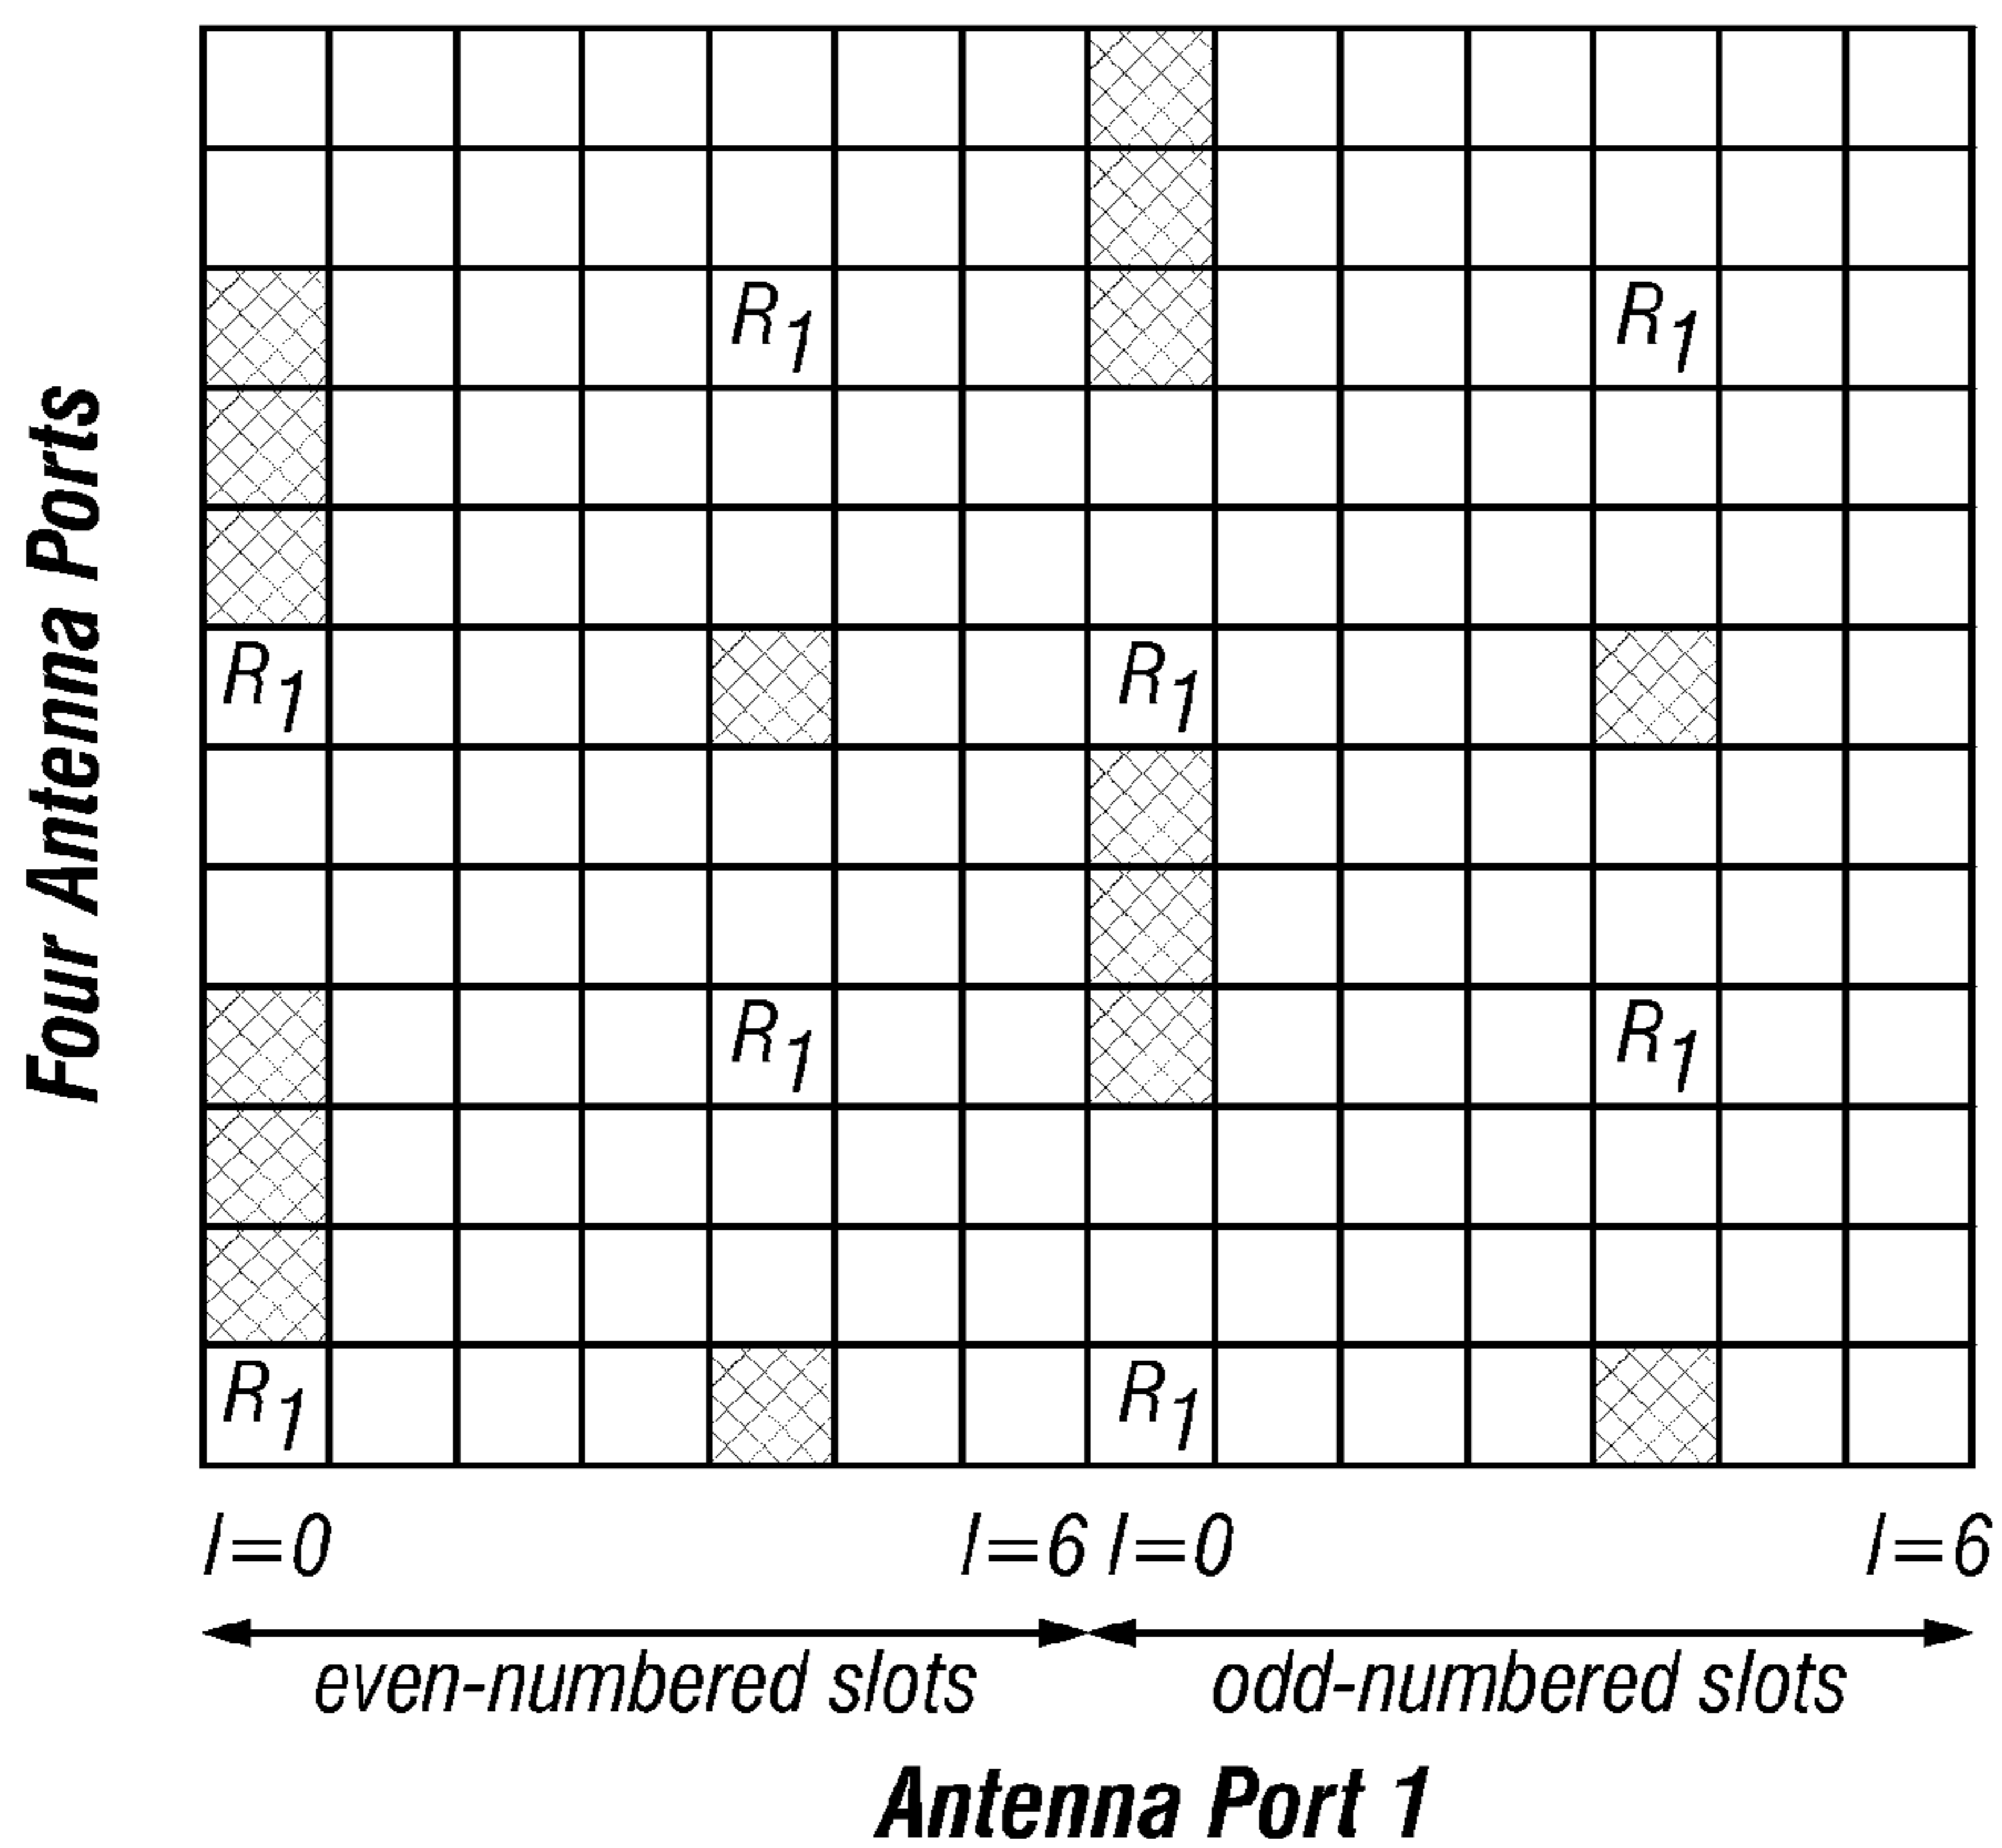 Four Antenna Ports
R1 R1
R1 R1
R1 R1
R1 R1
l=0 l=6 l=0 l=6
even-numbered slots odd-numbered slots
Antenna Port 1